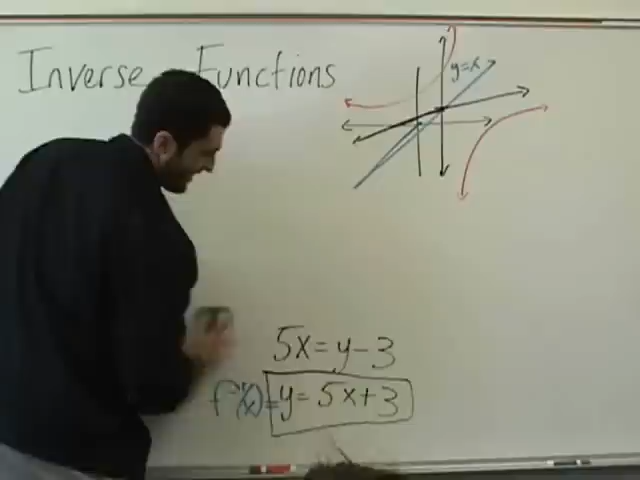 Inverse Functions
y=x
5x=y-3
f⁻¹(x)=y=5x+3